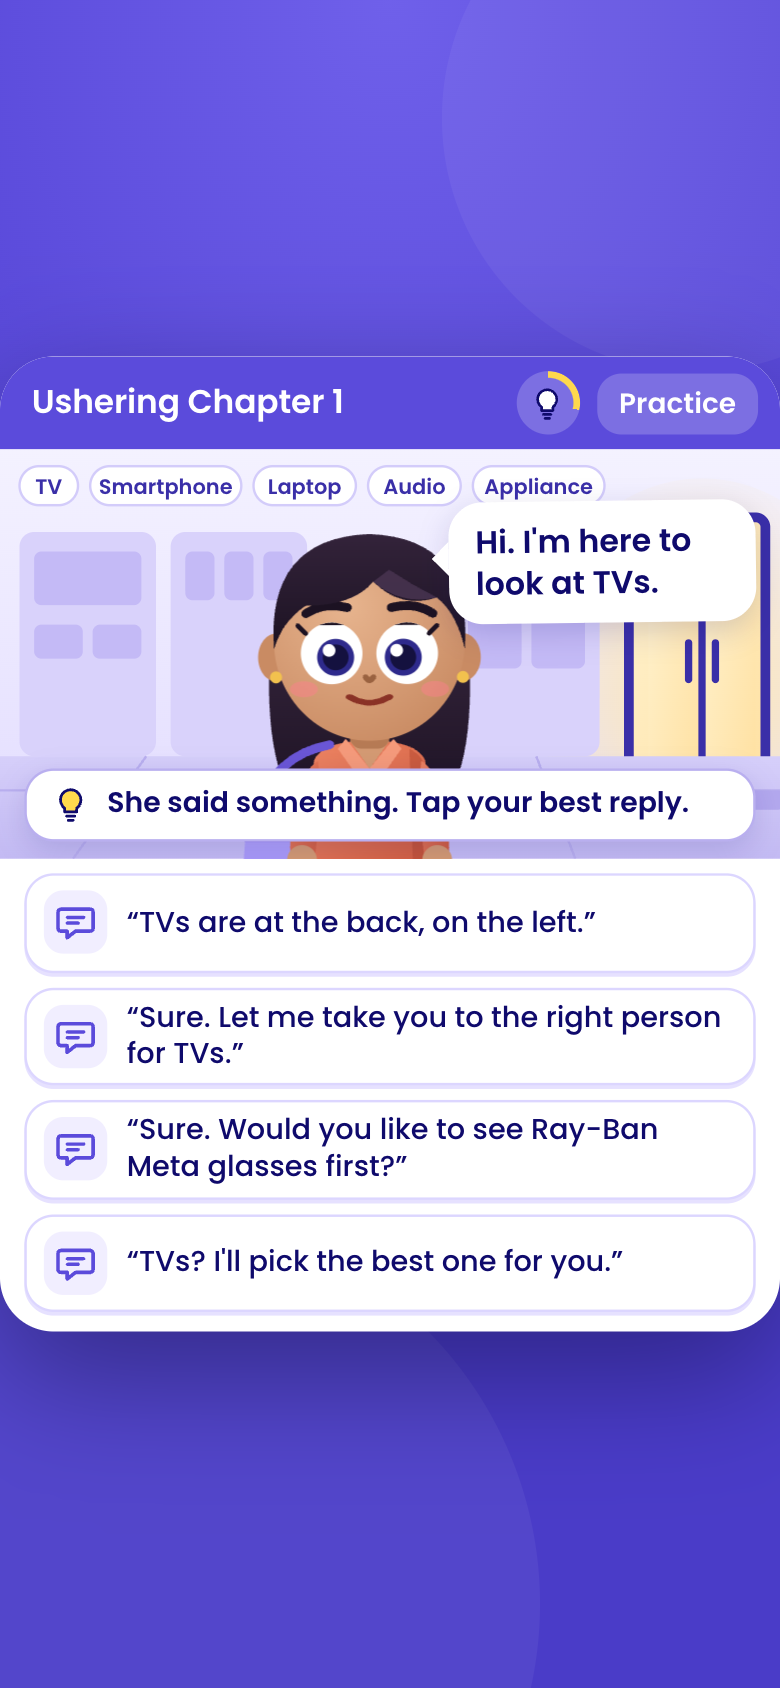 Ushering Chapter 1
Practice
TV
Smartphone
Laptop
Audio
Appliance
Hi. I'm here to
look at TVs.
She said something. Tap your best reply.
“TVs are at the back, on the left.”
“Sure. Let me take you to the right person
for TVs.”
“Sure. Would you like to see Ray-Ban
Meta glasses first?”
“TVs? I'll pick the best one for you.”